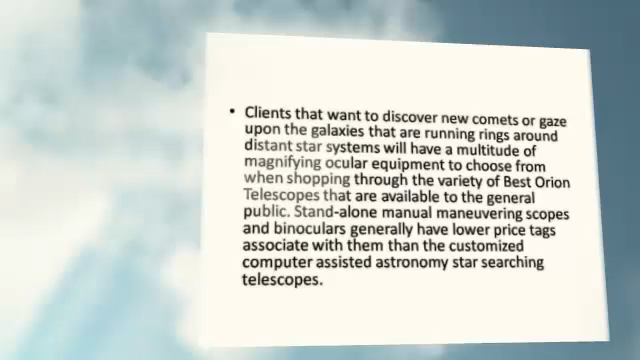 • Clients that want to discover new comets or gaze
upon the galaxies that are running rings around
distant star systems will have a multitude of
magnifying ocular equipment to choose from
when shopping through the variety of Best Orion
Telescopes that are available to the general
public. Stand-alone manual maneuvering scopes
and binoculars generally have lower price tags
associate with them than the customized
computer assisted astronomy star searching
telescopes.